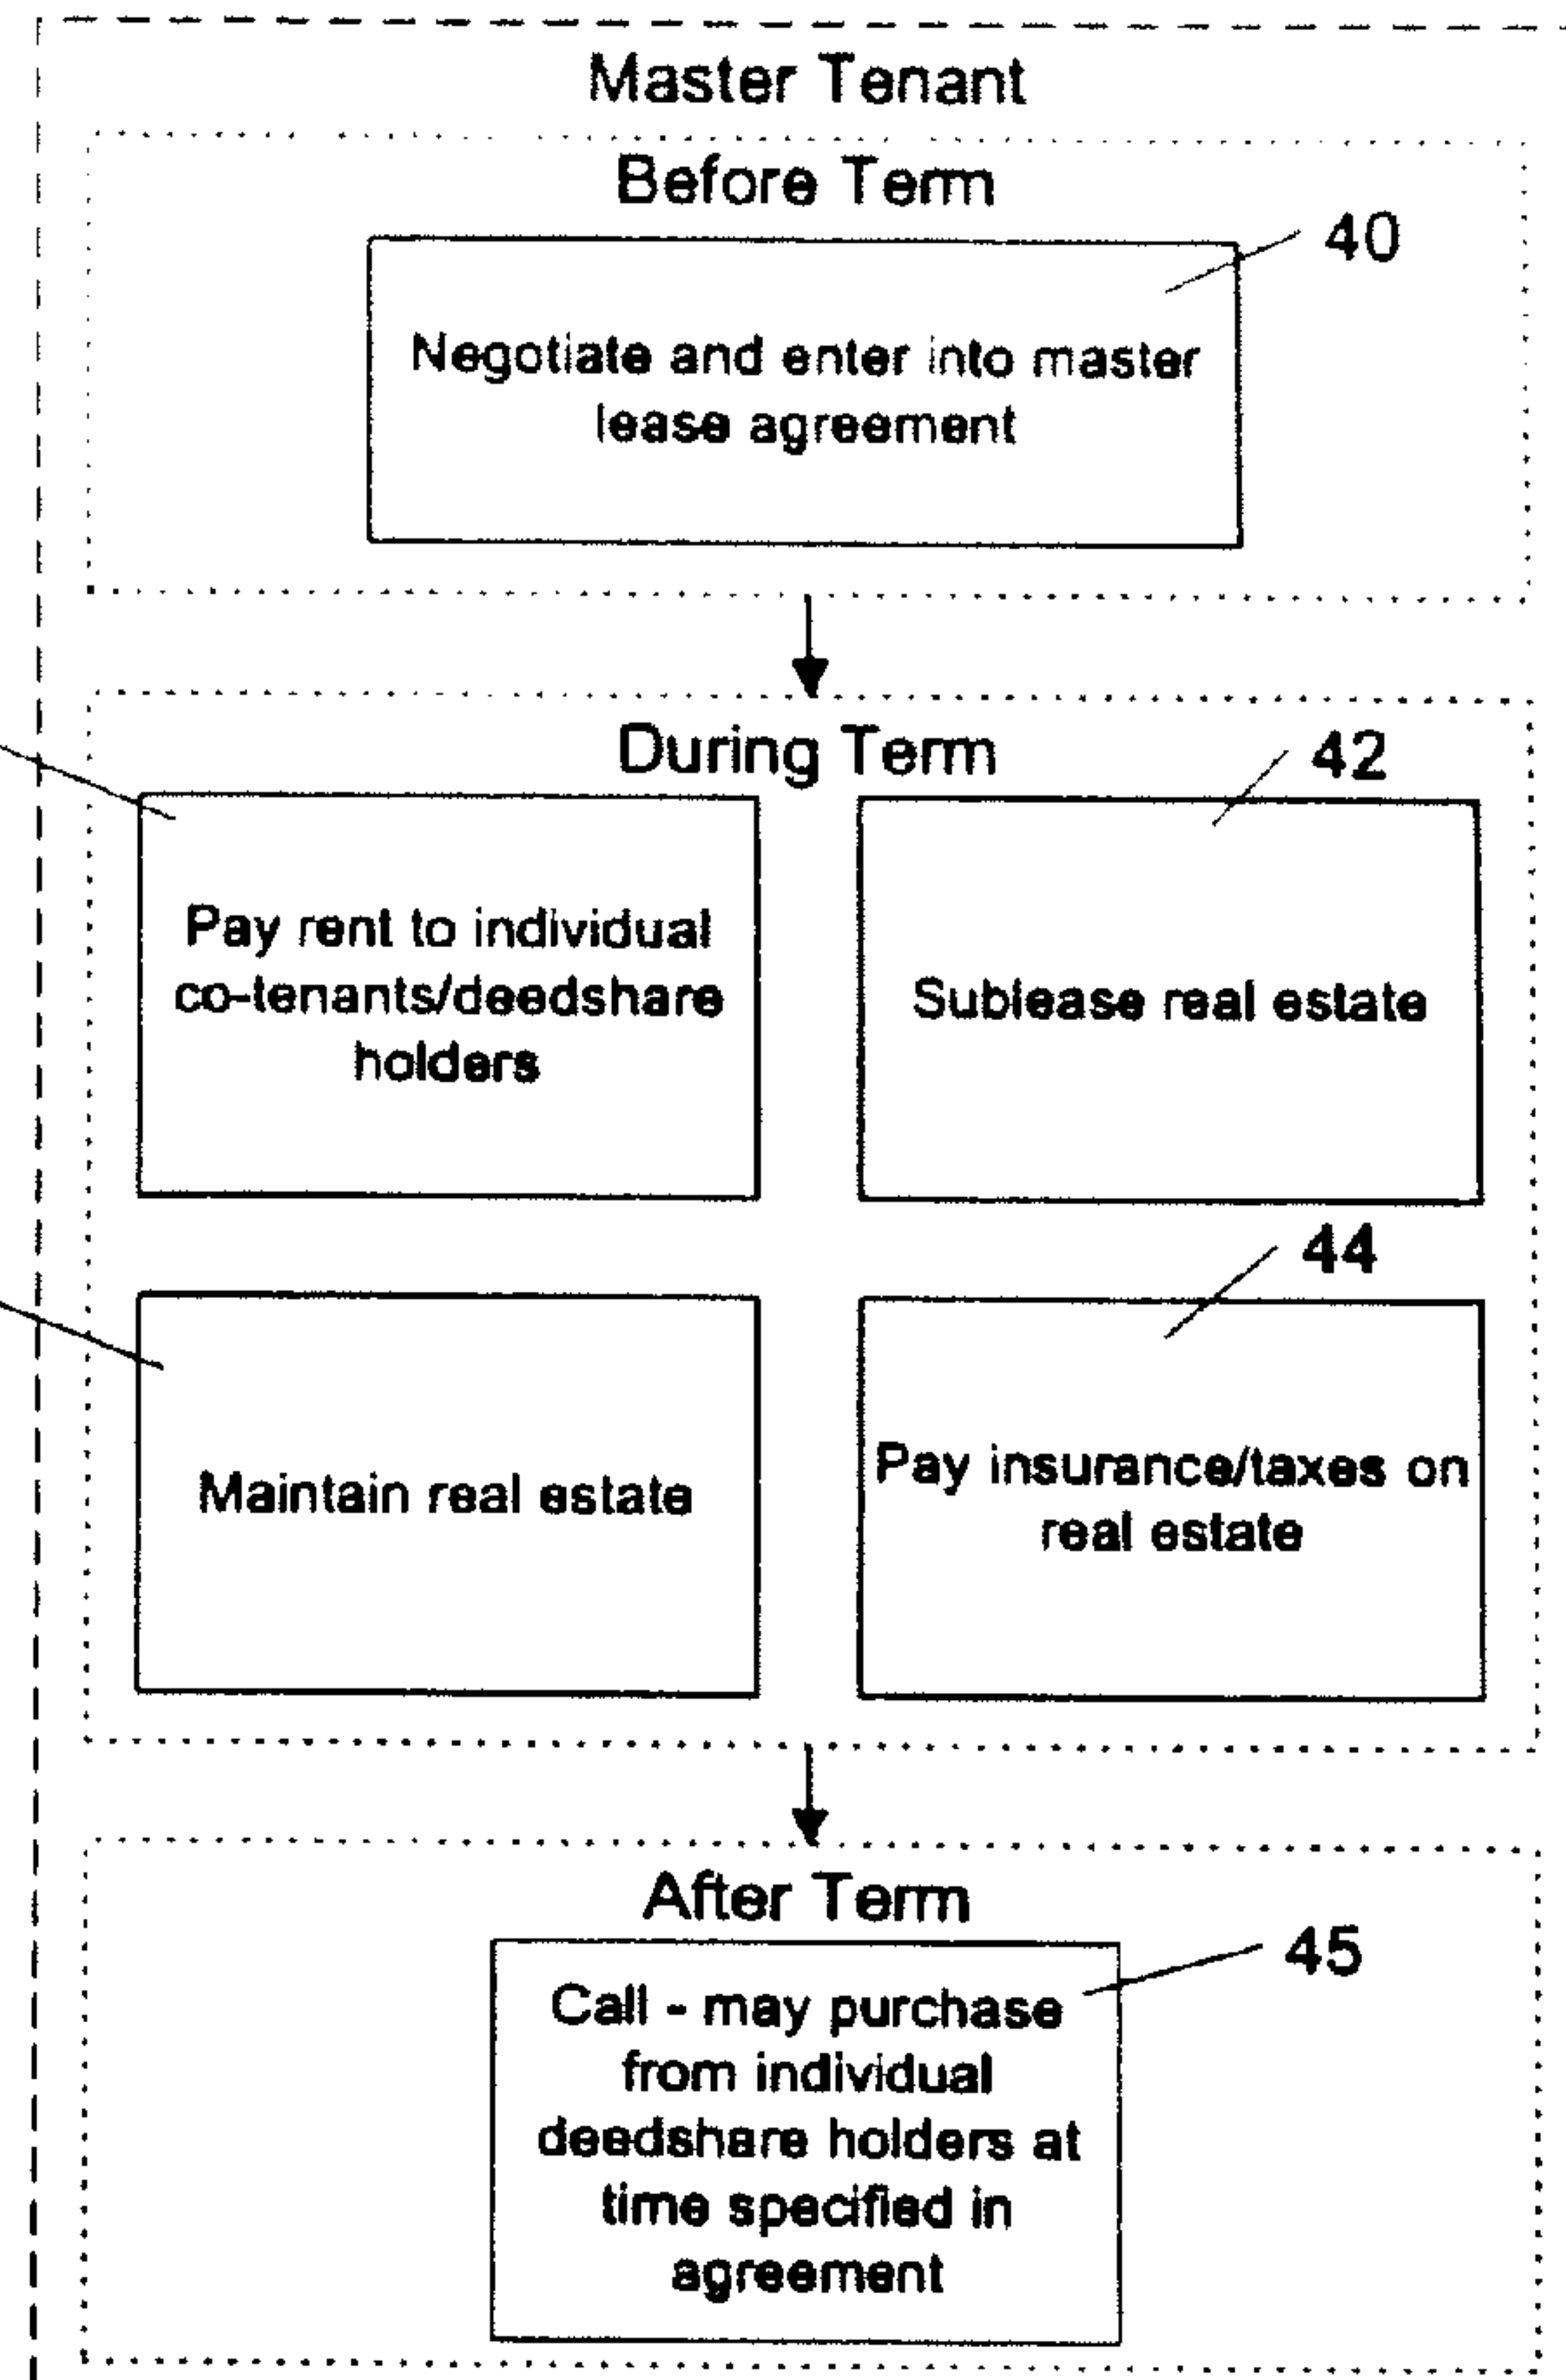 Master Tenant
Before Term
40
Negotiate and enter into master
lease agreement
During Term
42
Pay rent to individual
co-tenants/deedshare
holders
Sublease real estate
44
Maintain real estate
Pay insurance/taxes on
real estate
After Term
45
Call - may purchase
from individual
deedshare holders at
time specified in
agreement